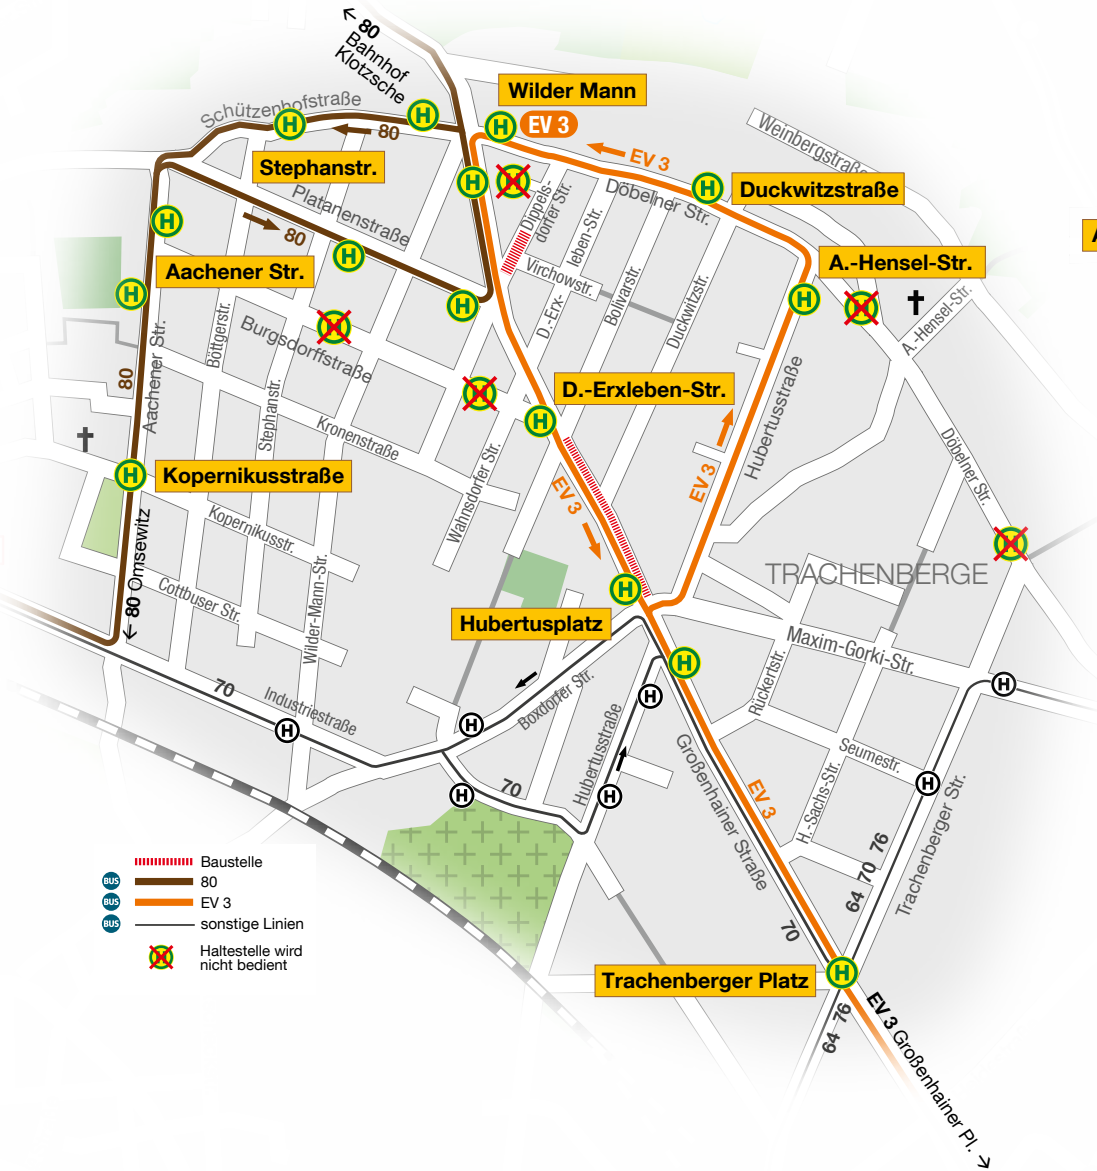 ← 80
Bahnhof
Klotzsche
Wilder Mann
H
EV 3
Schützenhofstraße
H
H
← 80
EV 3
Weinbergstraße
Stephanstr.
H
H
Dippels-
dorfer Str.
Döbelner Str.
H
Duckwitzstraße
Platanenstraße
80
H
H
H
Aachener Str.
H
Virchowstr.
D.-Erx-
leben-Str.
Bolivarstr.
Duckwitzstr.
A.-Hensel-Str.
A
H
H
A.-Hensel-Str.
H
Böttgerstr.
Burgsdorffstraße
H
80
Aachener Str.
Stephanstr.
H
D.-Erxleben-Str.
H
Hubertusstraße
Kronenstraße
Wahnsdorfer Str.
EV 3
EV 3
Döbelner Str.
H
Kopernikusstraße
Kopernikusstr.
← 80 Omsewitz
Cottbuser Str.
Wilder-Mann-Str.
H
TRACHENBERGE
H
Hubertusplatz
Maxim-Gorki-Str.
H
H
Rückertstr.
70
Industriestraße
H
H
Boxdorfer Str.
H
Hubertusstraße
H
H
70
Großenhainer Straße
EV 3
Seumestr.
H.-Sachs-Str.
H
Trachenberger Str.
64 70 76
70
Baustelle
BUS 80
BUS EV 3
BUS sonstige Linien
H Haltestelle wird
nicht bedient
Trachenberger Platz
H
64 76
EV 3 Großenhainer Pl. →